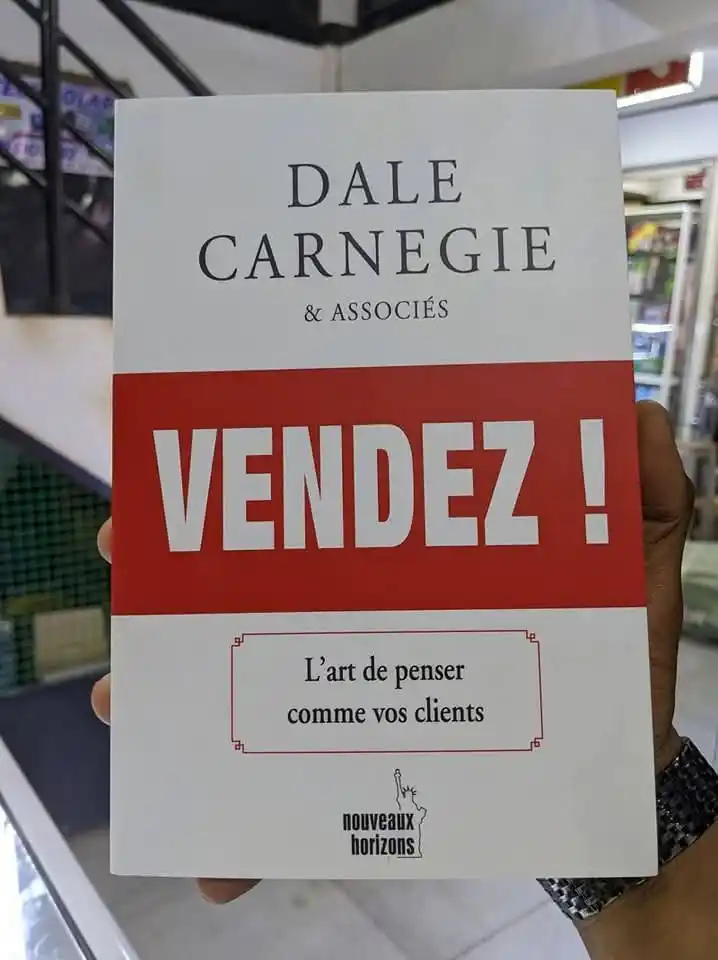 DALE
CARNEGIE
& ASSOCIÉS
VENDEZ !
L'art de penser
comme vos clients
nouveaux
horizons